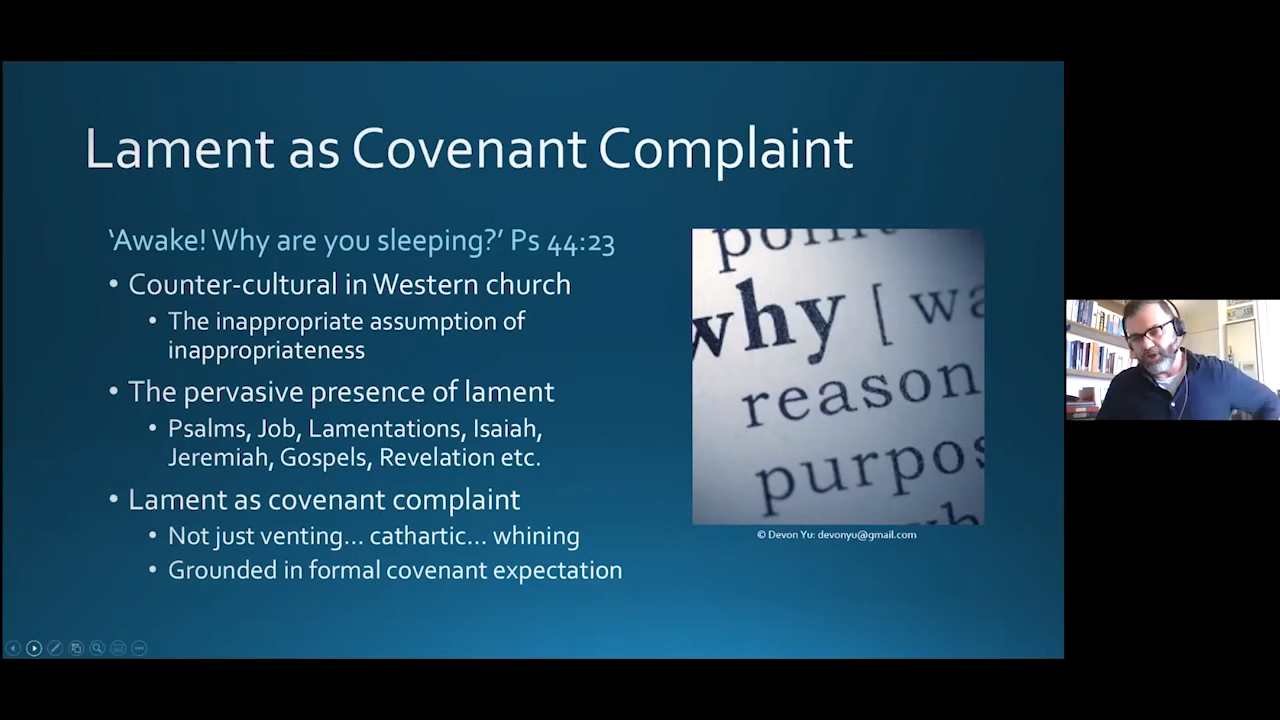 Lament as Covenant Complaint
‘Awake! Why are you sleeping?’ Ps 44:23
• Counter-cultural in Western church
• The inappropriate assumption of
inappropriateness
• The pervasive presence of lament
• Psalms, Job, Lamentations, Isaiah,
Jeremiah, Gospels, Revelation etc.
• Lament as covenant complaint
• Not just venting... cathartic... whining
• Grounded in formal covenant expectation
why [ wa
reason
purpos
© Devon Yu: devonyu@gmail.com